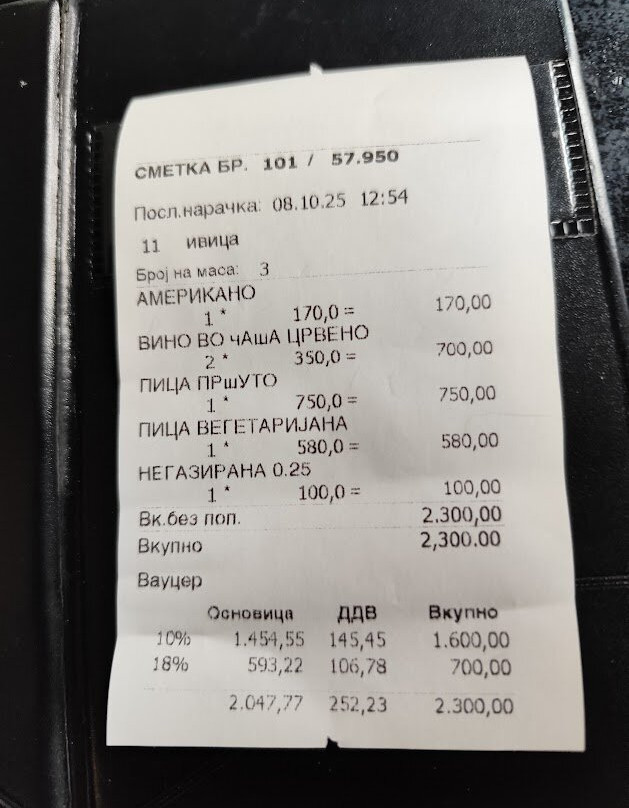 СМЕТКА БР. 101 / 57.950
Посл.нарачка: 08.10.25 12:54
11 ивица
Број на маса: 3
АМЕРИКАНО
1 * 170,0 = 170,00
ВИНО ВО чАшА ЦРВЕНО
2 * 350,0 = 700,00
ПИЦА ПРшУТО
1 * 750,0 = 750,00
ПИЦА ВЕГЕТАРИЈАНА
1 * 580,0 = 580,00
НЕГАЗИРАНА 0.25
1 * 100,0 = 100,00
Вк.без поп. 2.300,00
Вкупно 2,300.00
Ваучер
Основица ДДВ Вкупно
10% 1.454,55 145,45 1.600,00
18% 593,22 106,78 700,00
2.047,77 252,23 2.300,00